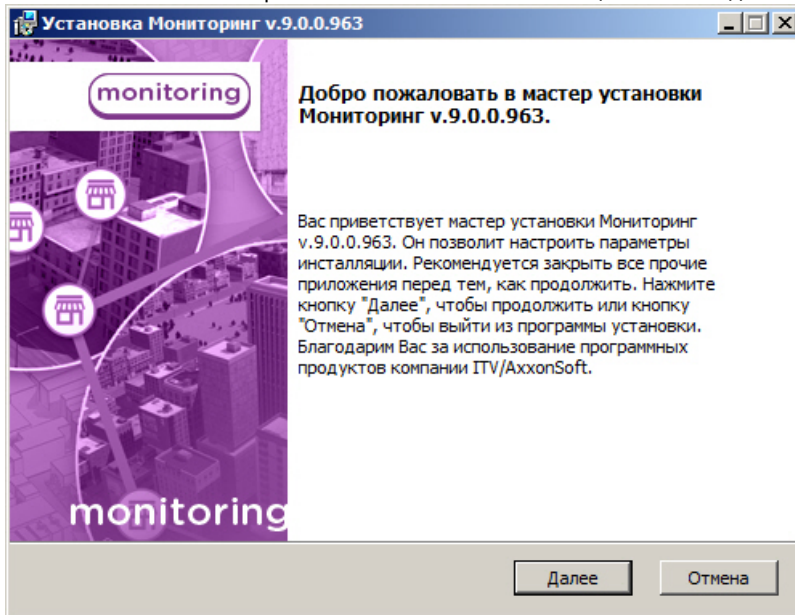 Установка Мониторинг v.9.0.0.963
monitoring
Добро пожаловать в мастер установки
Мониторинг v.9.0.0.963.
Вас приветствует мастер установки Мониторинг
v.9.0.0.963. Он позволит настроить параметры
инсталляции. Рекомендуется закрыть все прочие
приложения перед тем, как продолжить. Нажмите
кнопку "Далее", чтобы продолжить или кнопку
"Отмена", чтобы выйти из программы установки.
Благодарим Вас за использование программных
продуктов компании ITV/AxxonSoft.
monitoring
Далее
Отмена